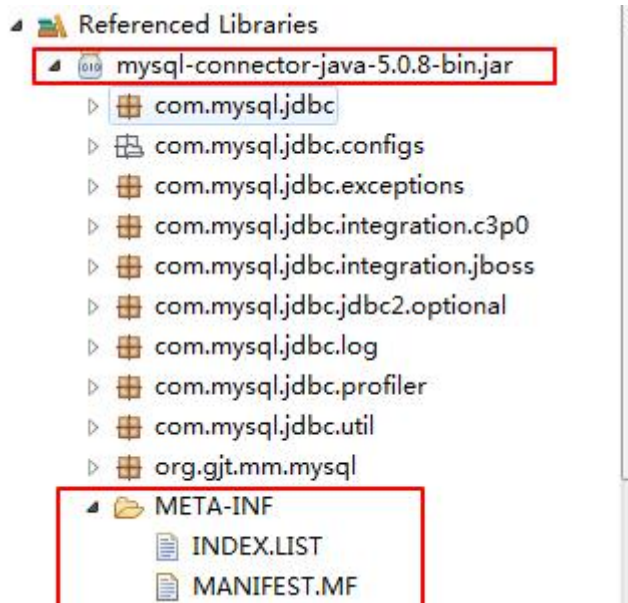 Referenced Libraries
mysql-connector-java-5.0.8-bin.jar
com.mysql.jdbc
com.mysql.jdbc.configs
com.mysql.jdbc.exceptions
com.mysql.jdbc.integration.c3p0
com.mysql.jdbc.integration.jboss
com.mysql.jdbc.jdbc2.optional
com.mysql.jdbc.log
com.mysql.jdbc.profiler
com.mysql.jdbc.util
org.gjt.mm.mysql
META-INF
INDEX.LIST
MANIFEST.MF